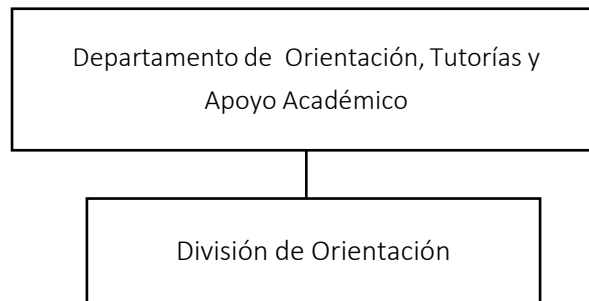 Departamento de Orientación, Tutorías y
Apoyo Académico
División de Orientación